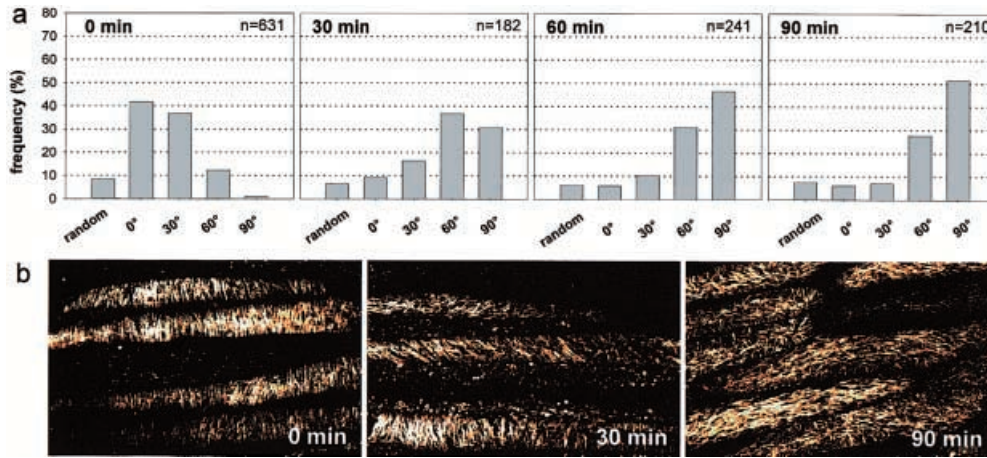 a
0 min n=631
30 min n=182
60 min n=241
90 min n=210
frequency (%)
80
70
60
50
40
30
20
10
0
random 0° 30° 60° 90°
random 0° 30° 60° 90°
random 0° 30° 60° 90°
random 0° 30° 60° 90°
b
0 min
30 min
90 min